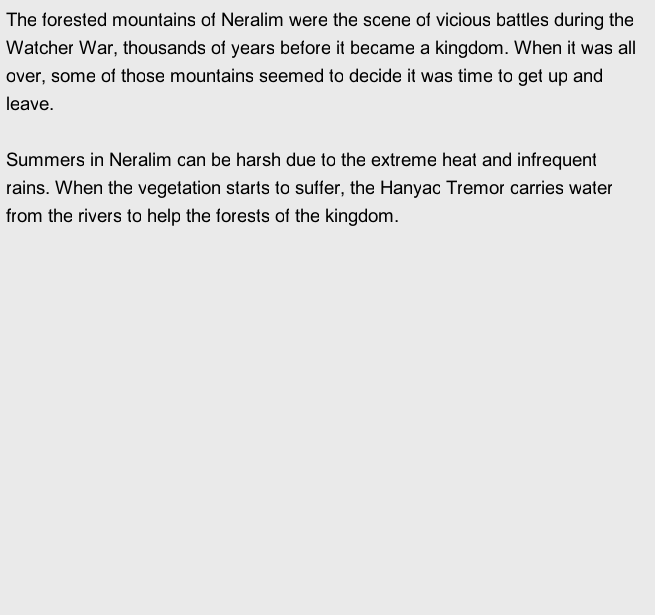 The forested mountains of Neralim were the scene of vicious battles during the
Watcher War, thousands of years before it became a kingdom. When it was all
over, some of those mountains seemed to decide it was time to get up and
leave.
Summers in Neralim can be harsh due to the extreme heat and infrequent
rains. When the vegetation starts to suffer, the Hanyac Tremor carries water
from the rivers to help the forests of the kingdom.